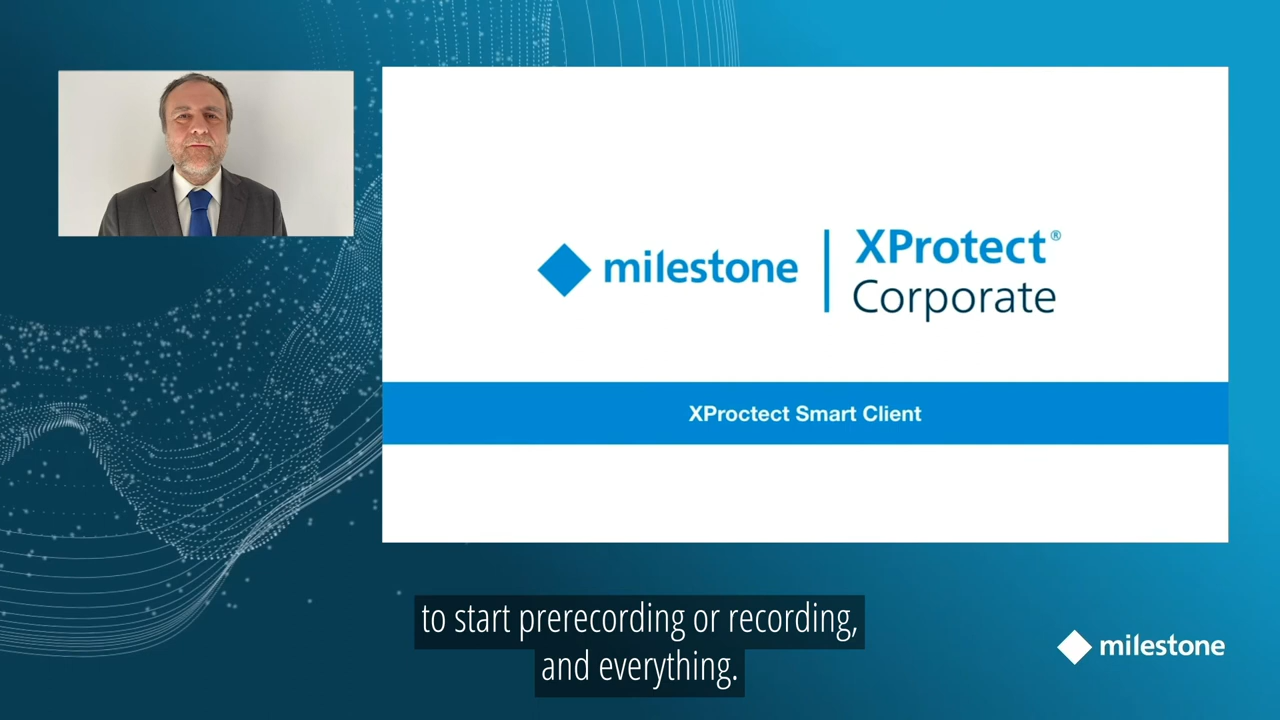 milestone
XProtect®
Corporate
XProctect Smart Client
to start prerecording or recording,
and everything.
milestone